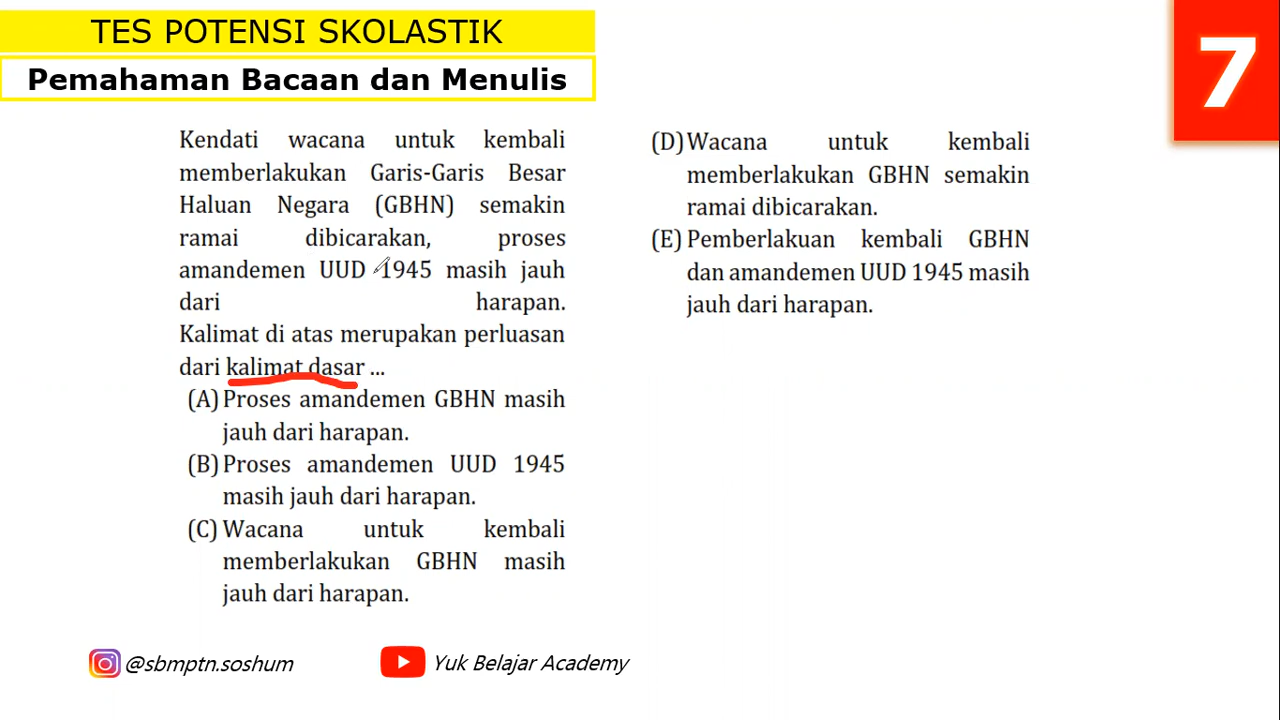 TES POTENSI SKOLASTIK
7
Pemahaman Bacaan dan Menulis
Kendati wacana untuk kembali
memberlakukan Garis-Garis Besar
Haluan Negara (GBHN) semakin
ramai dibicarakan, proses
amandemen UUD 1945 masih jauh
dari harapan.
Kalimat di atas merupakan perluasan
dari kalimat dasar ...
(A) Proses amandemen GBHN masih
jauh dari harapan.
(B) Proses amandemen UUD 1945
masih jauh dari harapan.
(C) Wacana untuk kembali
memberlakukan GBHN masih
jauh dari harapan.
(D) Wacana untuk kembali
memberlakukan GBHN semakin
ramai dibicarakan.
(E) Pemberlakuan kembali GBHN
dan amandemen UUD 1945 masih
jauh dari harapan.
@sbmptn.soshum
Yuk Belajar Academy